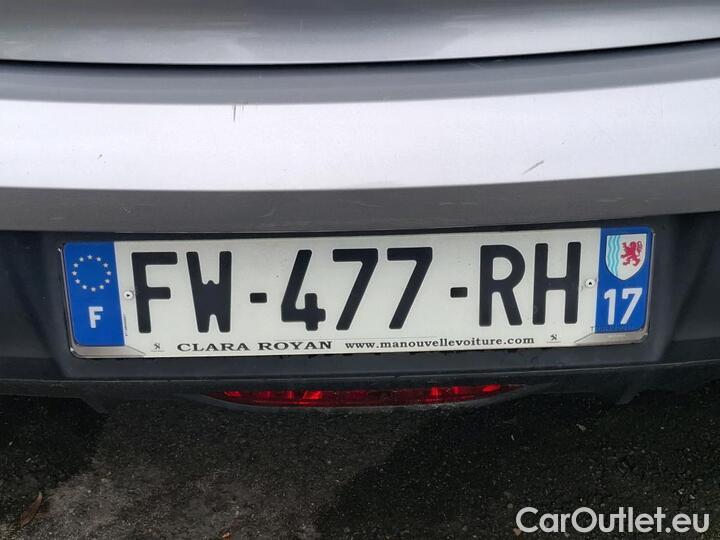 F FW-477-RH 17
CLARA ROYAN www.manouvellevoiture.com
CarOutlet.eu